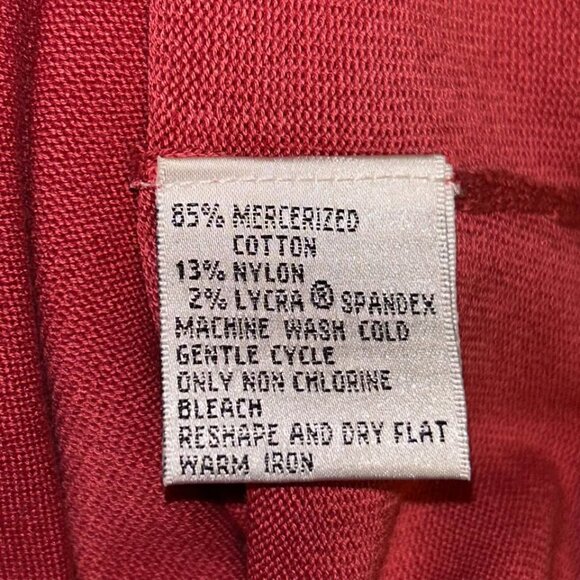 85% MERCERIZED
COTTON
13% NYLON
2% LYCRA ® SPANDEX
MACHINE WASH COLD
GENTLE CYCLE
ONLY NON CHLORINE
BLEACH
RESHAPE AND DRY FLAT
WARM IRON